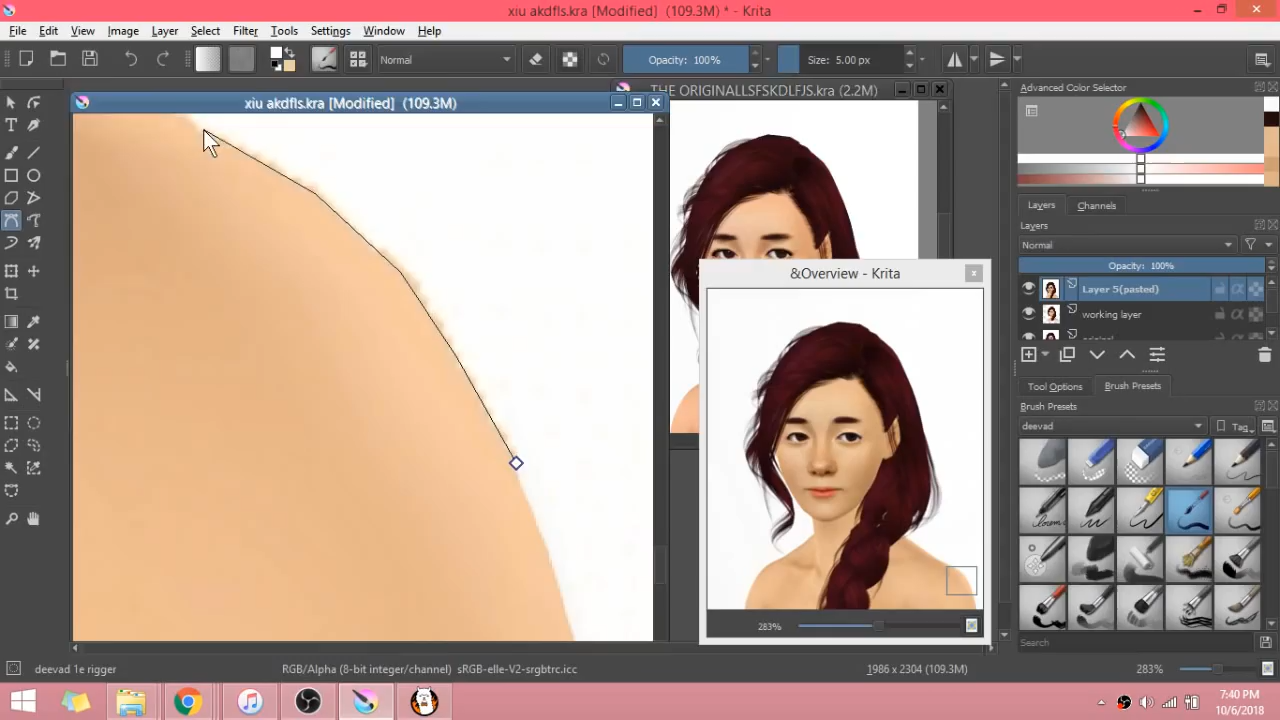 xiu akdfls.kra [Modified] (109.3M) * - Krita
File Edit View Image Layer Select Filter Tools Settings Window Help
Normal Opacity: 100% Size: 5.00 px
xiu akdfls.kra [Modified] (109.3M)
THE ORIGINALLSFSKDLFJS.kra (2.2M)
&Overview - Krita
283%
Advanced Color Selector
Layers Channels
Layers
Normal
Opacity: 100%
Layer 5(pasted)
working layer
Tool Options Brush Presets
Brush Presets
deevad Tag
Search
deevad 1e rigger RGB/Alpha (8-bit integer/channel) sRGB-elle-V2-srgbtrc.icc 1986 x 2304 (109.3M) 283%
7:40 PM
10/6/2018